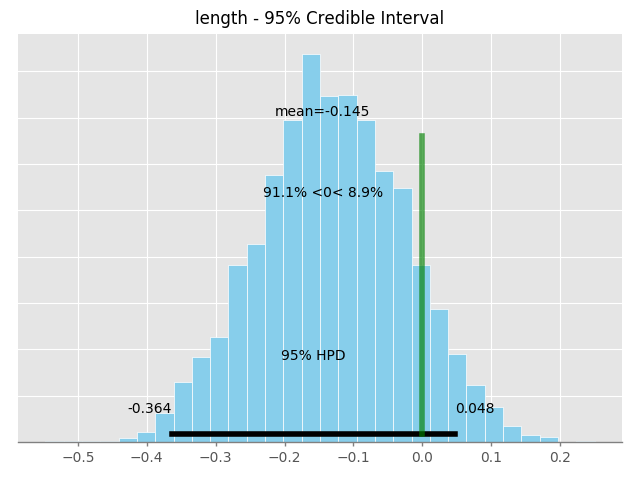 length - 95% Credible Interval
mean=-0.145
91.1% <0< 8.9%
95% HPD
-0.364 0.048
−0.5 −0.4 −0.3 −0.2 −0.1 0.0 0.1 0.2